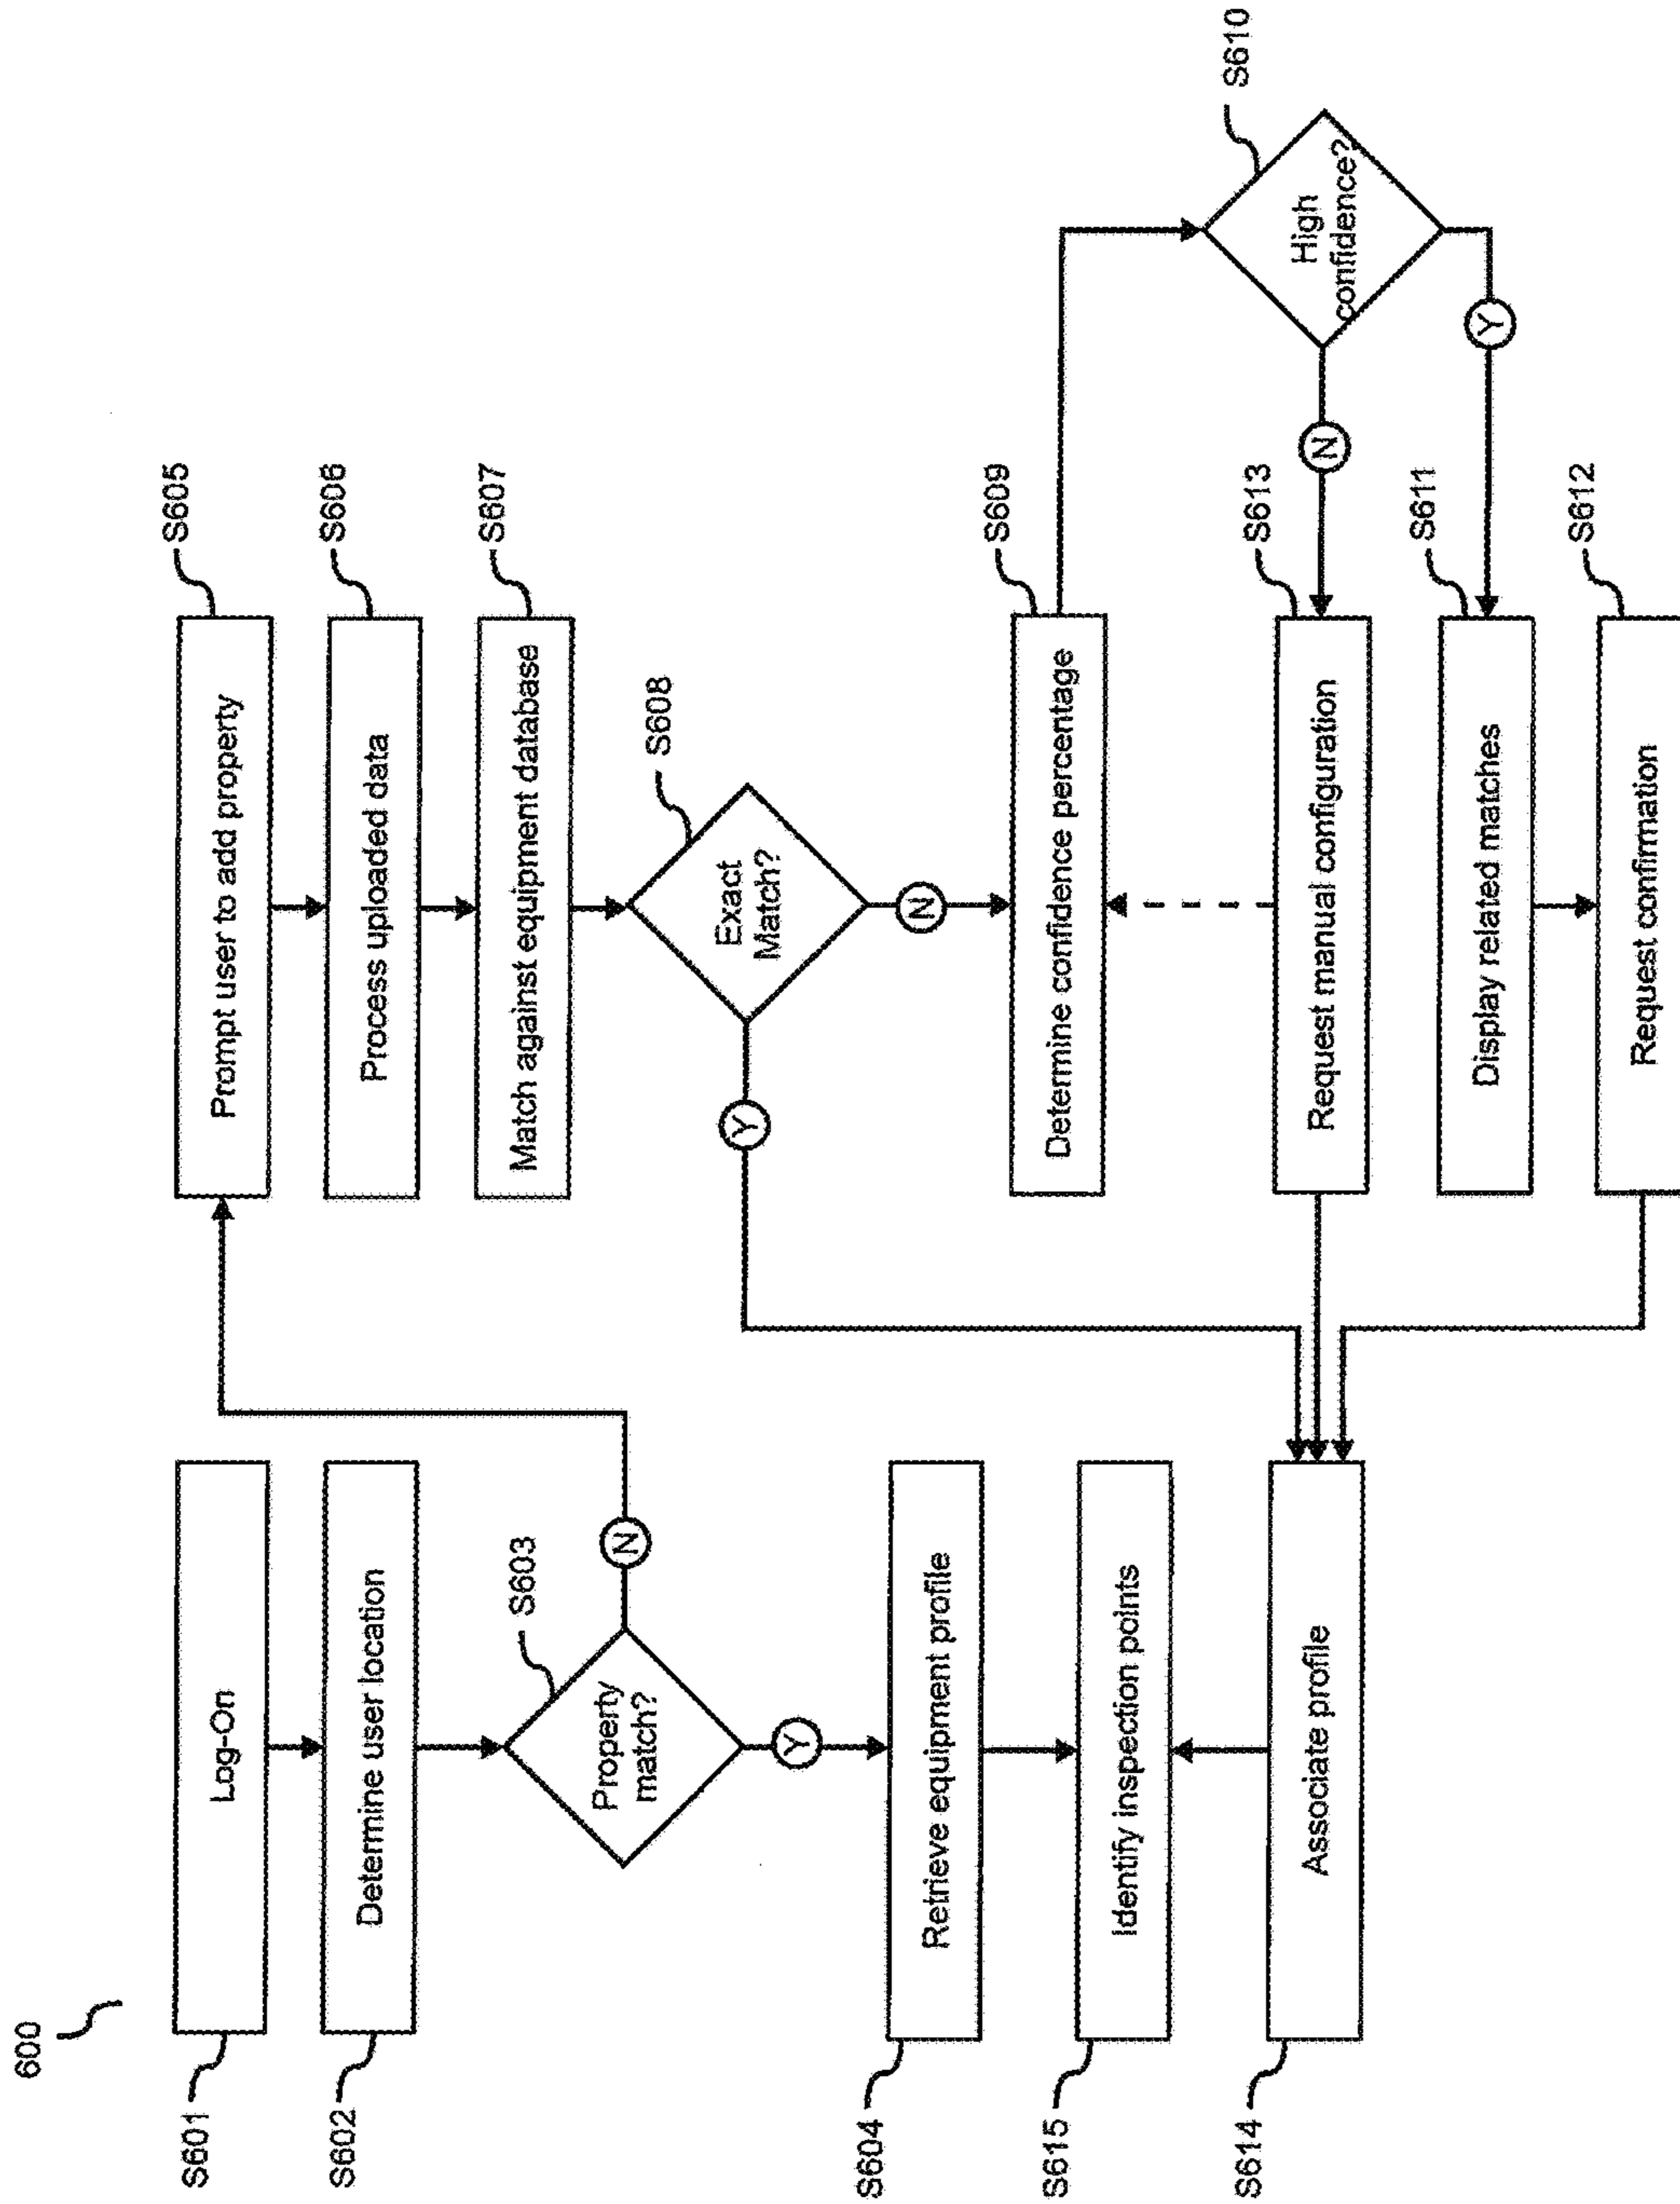 600
S601
Log-On
S602
Determine user location
S603
Property
match?
N
Y
S604
Retrieve equipment profile
S615
Identify inspection points
S614
Associate profile
S605
Prompt user to add property
S606
Process uploaded data
S607
Match against equipment database
S608
Exact
Match?
Y
N
S609
Determine confidence percentage
S610
High
confidence?
N
Y
S613
Request manual configuration
S611
Display related matches
S612
Request confirmation